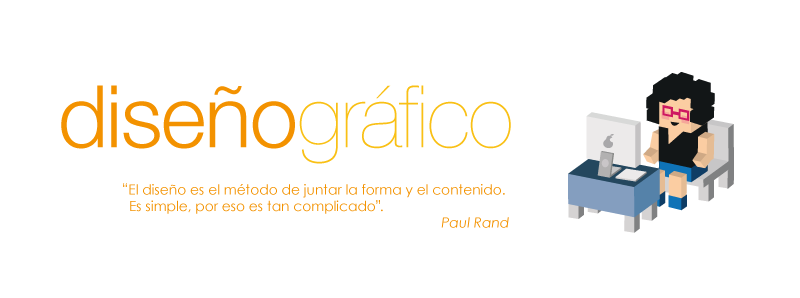 diseñográfico
"El diseño es el método de juntar la forma y el contenido.
Es simple, por eso es tan complicado".
Paul Rand